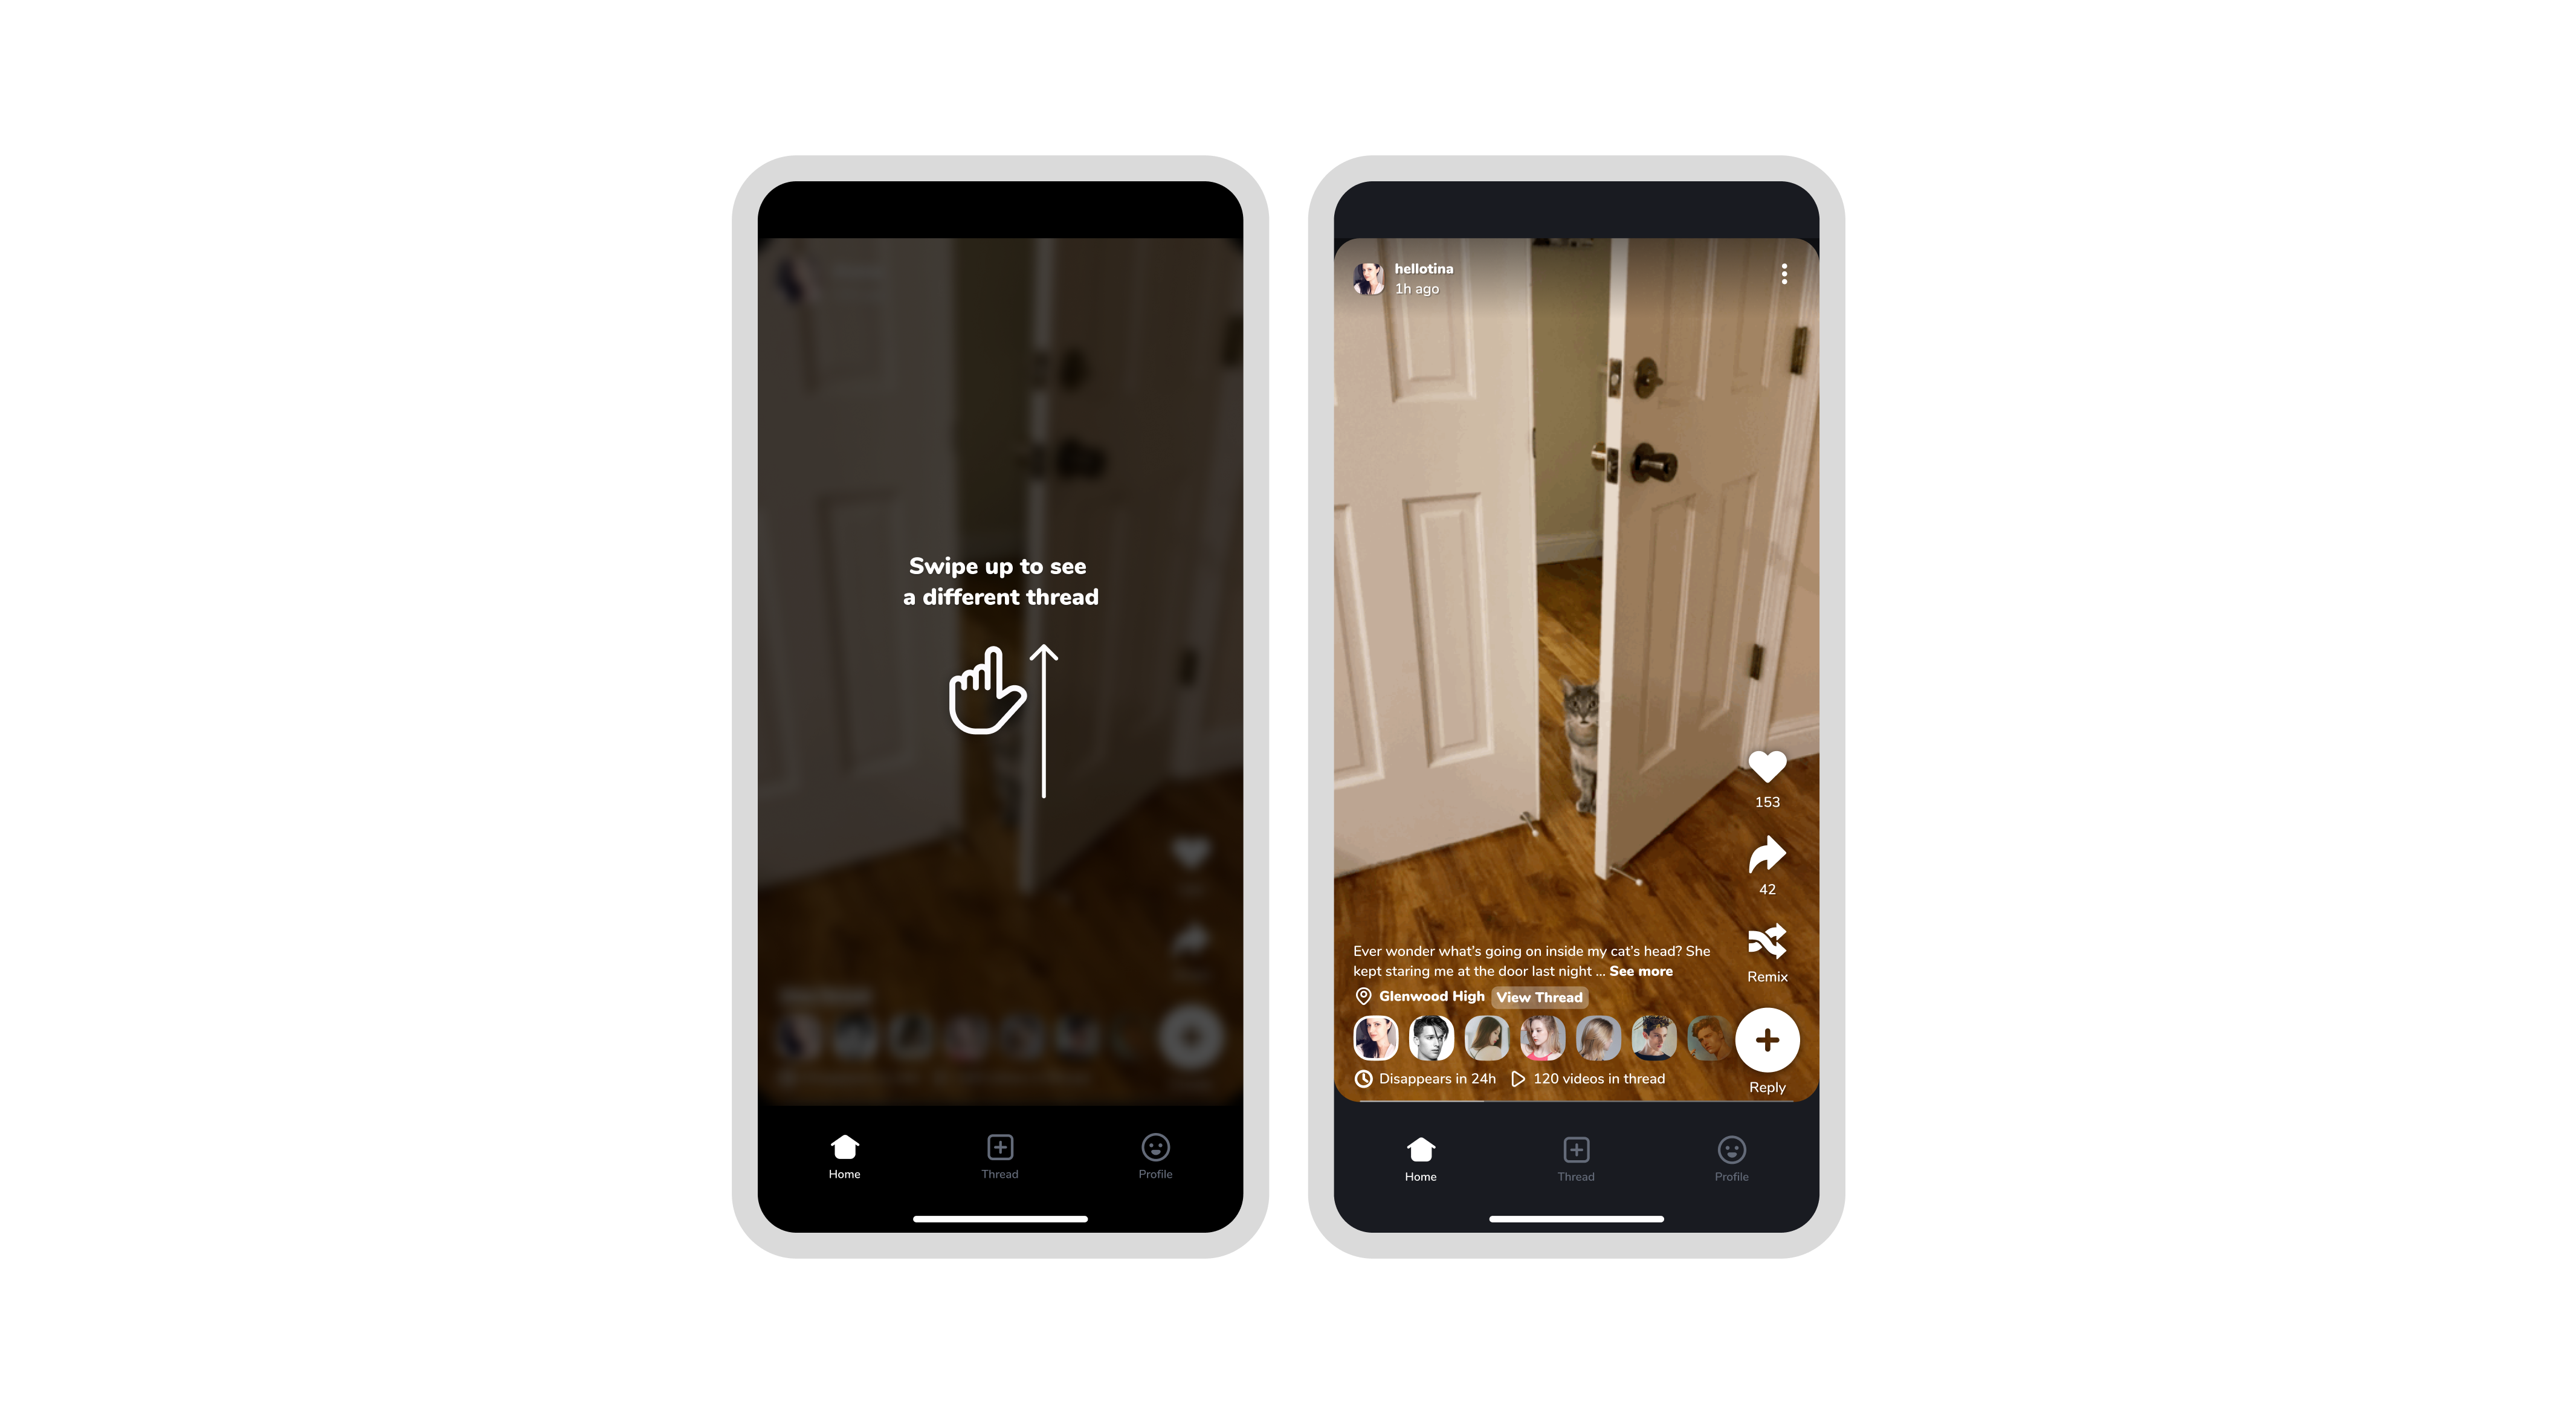 Swipe up to see
a different thread
Home
Thread
Profile
hellotina
1h ago
153
42
Remix
Ever wonder what’s going on inside my cat’s head? She
kept staring me at the door last night ... See more
Glenwood High View Thread
Disappears in 24h 120 videos in thread
Reply
Home
Thread
Profile